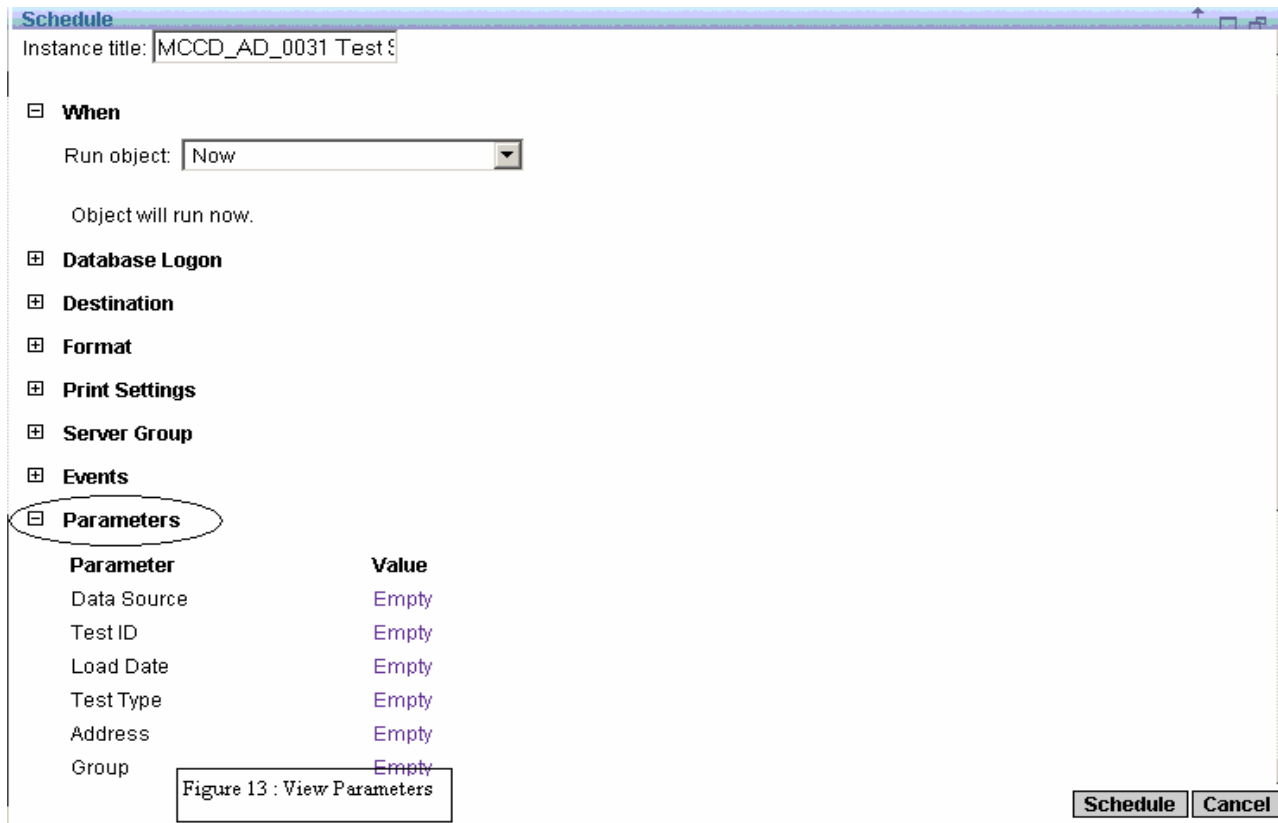 Schedule
Instance title: MCCD_AD_0031 Test S
When
Run object: Now
Object will run now.
Database Logon
Destination
Format
Print Settings
Server Group
Events
Parameters
Parameter Value
Data Source Empty
Test ID Empty
Load Date Empty
Test Type Empty
Address Empty
Group Empty
Figure 13 : View Parameters
Schedule Cancel